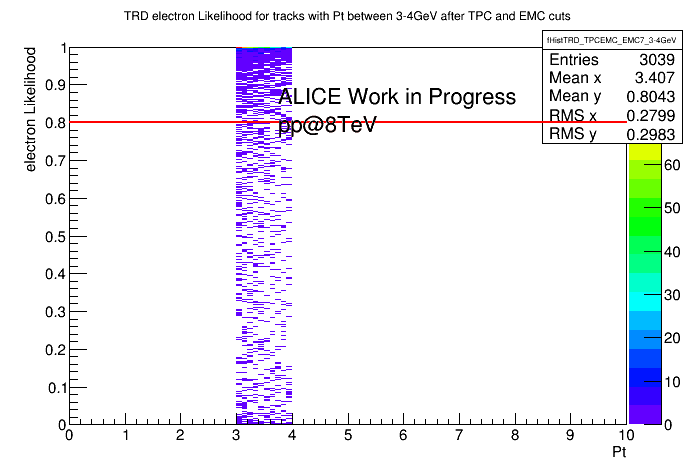 TRD electron Likelihood for tracks with Pt between 3-4GeV after TPC and EMC cuts
fHistTRD_TPCEMC_EMC7_3-4GeV
Entries 3039
Mean x 3.407
Mean y 0.8043
RMS x 0.2799
RMS y 0.2983
electron Likelihood
1
0.9
0.8
0.7
0.6
0.5
0.4
0.3
0.2
0.1
0
ALICE Work in Progress
pp@8TeV
60
50
40
30
20
10
0
0 1 2 3 4 5 6 7 8 9 10
Pt